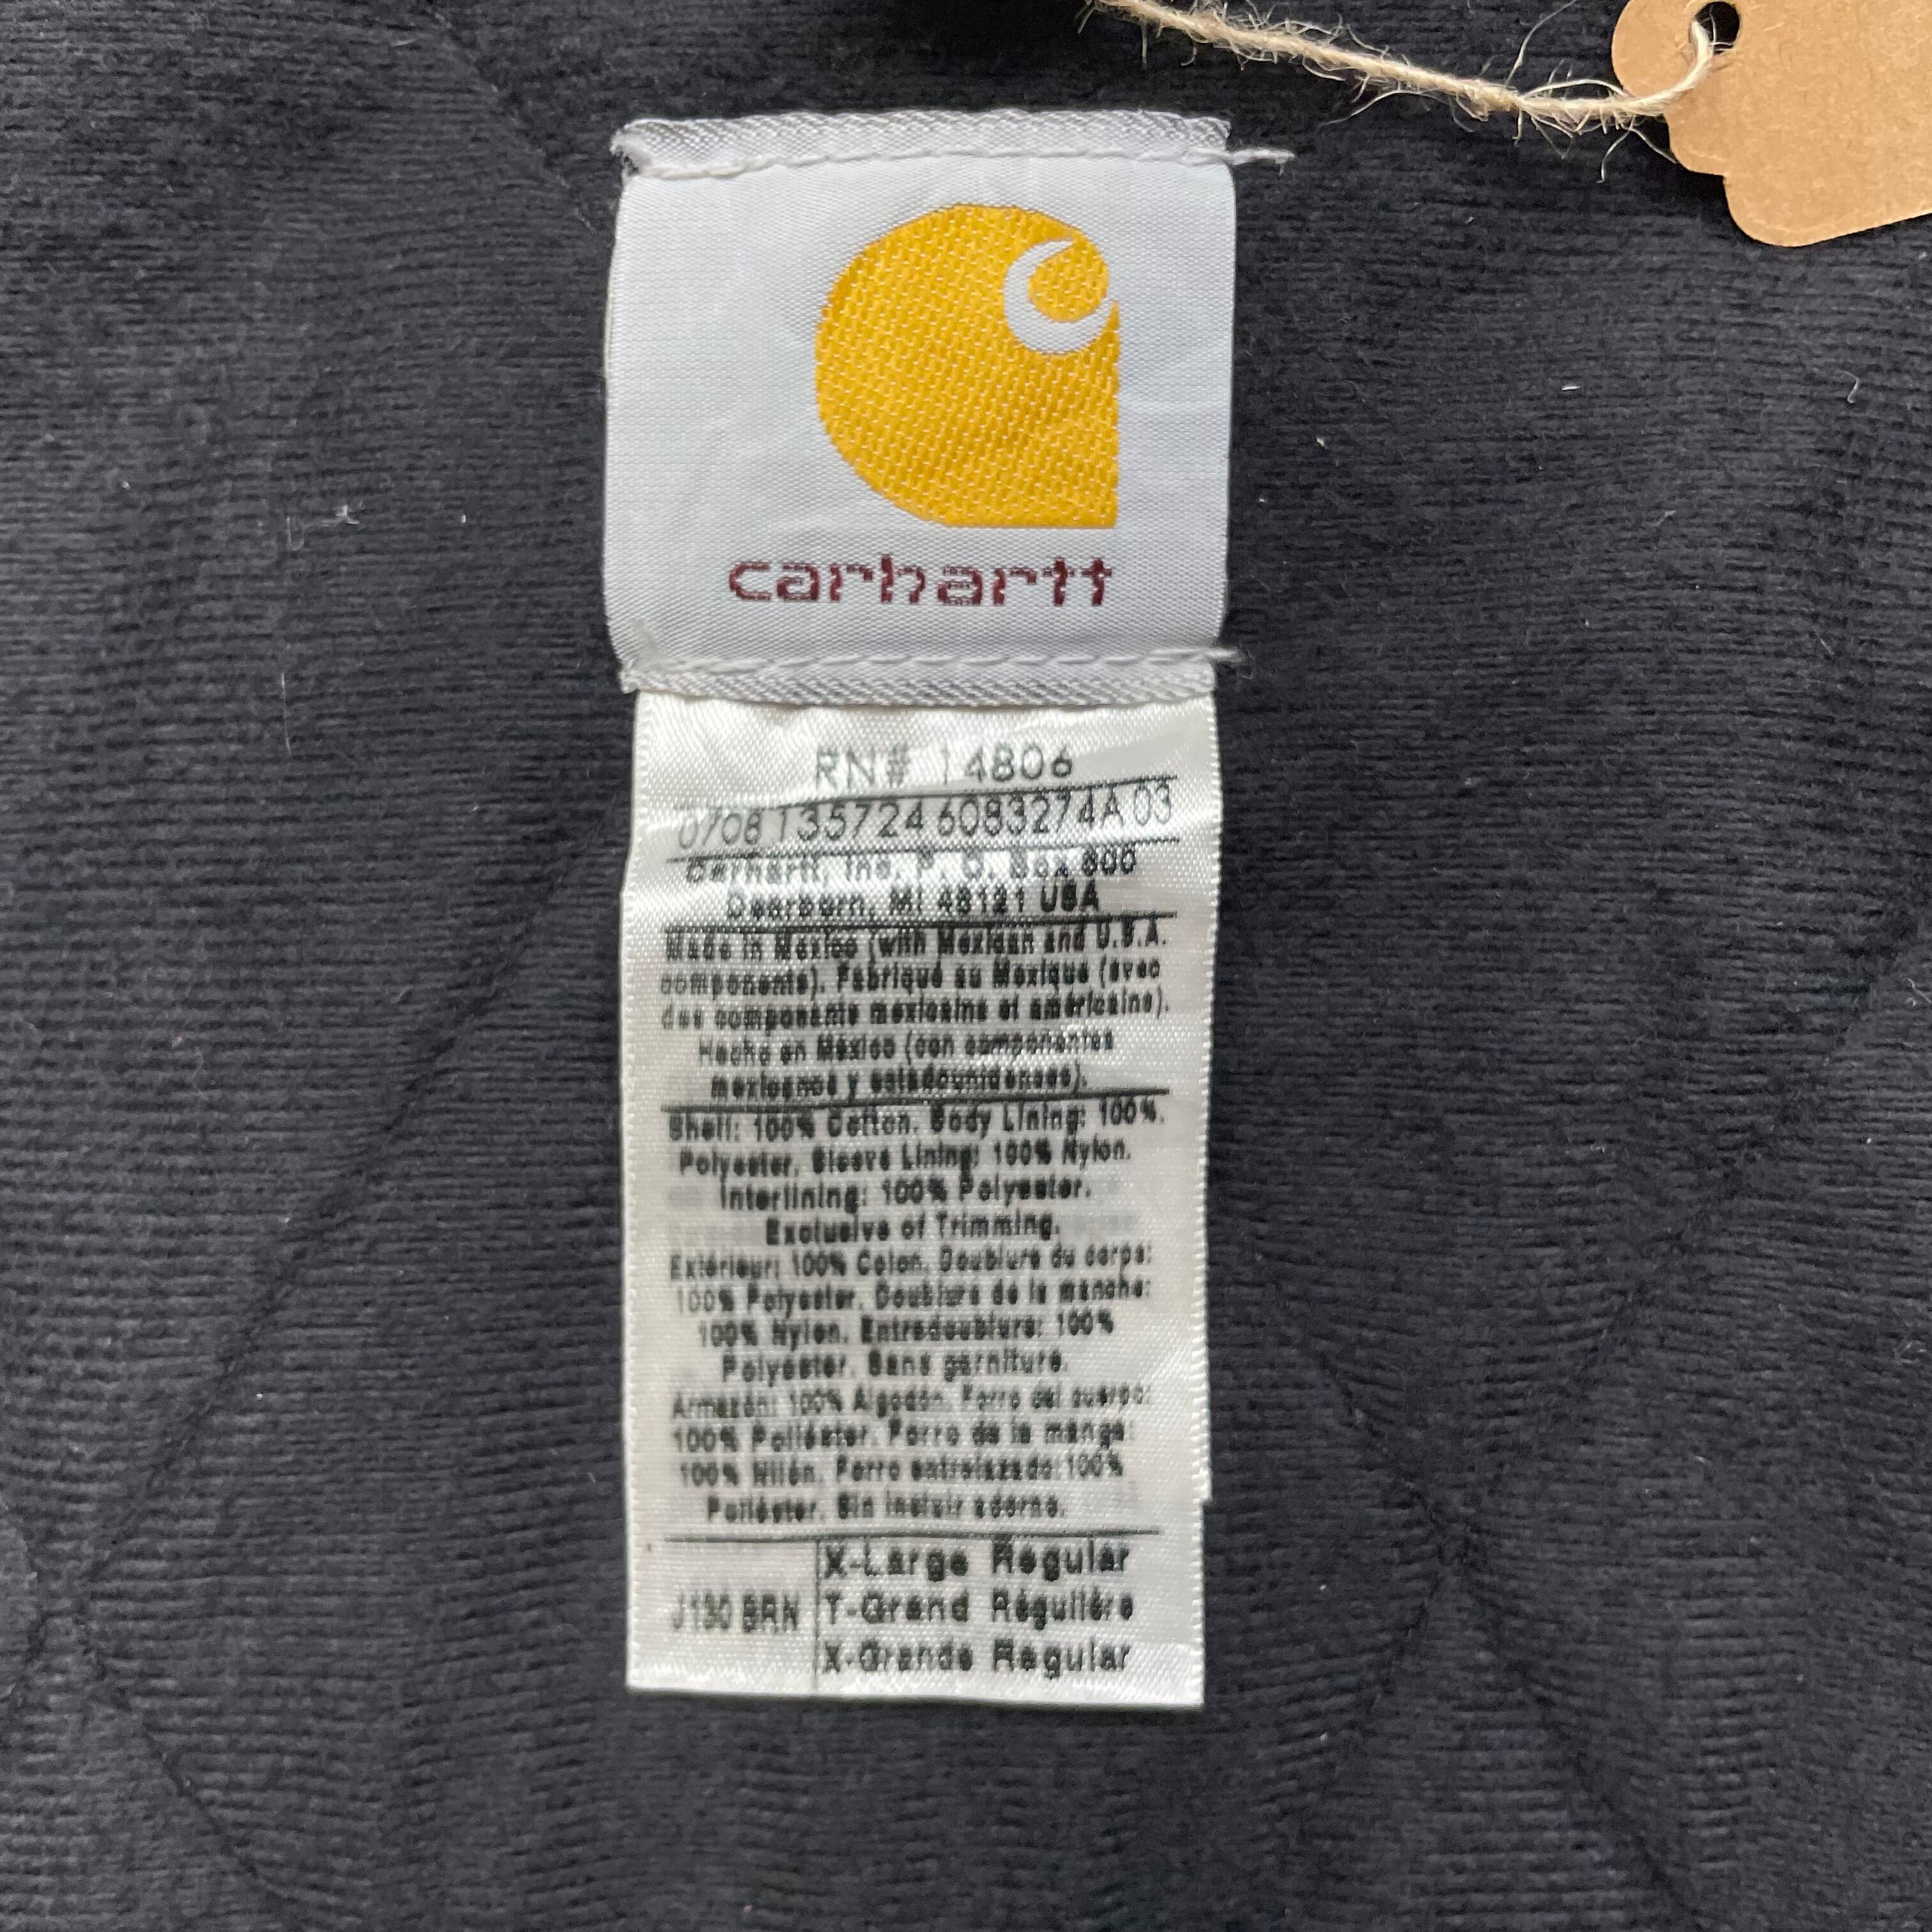 carhartt
RN# 14806
0708 135724 6083274A 03
Carhartt, Inc. P. O. Box 600
Dearborn, MI 48121 USA
Made in Mexico (with Mexican and U.S.A.
components). Fabriqué au Mexique (avec
des componants mexicains et américains).
Hecho en México (con componentes
mexicanos y estadounidenses).
Shell: 100% Cotton. Body Lining: 100%.
Polyester. Sleeve Lining: 100% Nylon.
Interlining: 100% Polyester.
Exclusive of Trimming.
Extérieur: 100% Coton. Doublure du corps:
100% Polyester. Doublure de la manche:
100% Nylon. Entredoublure: 100%
Polyester. Sans garniture.
Armazón: 100% Algodón. Forro del cuerpo:
100% Poliéster. Forro de la manga:
100% Nilón. Forro entrelazado:100%
Poliéster. Sin incluir adorno.
X-Large Regular
J130 BRN T-Grand Régulière
X-Grande Regular